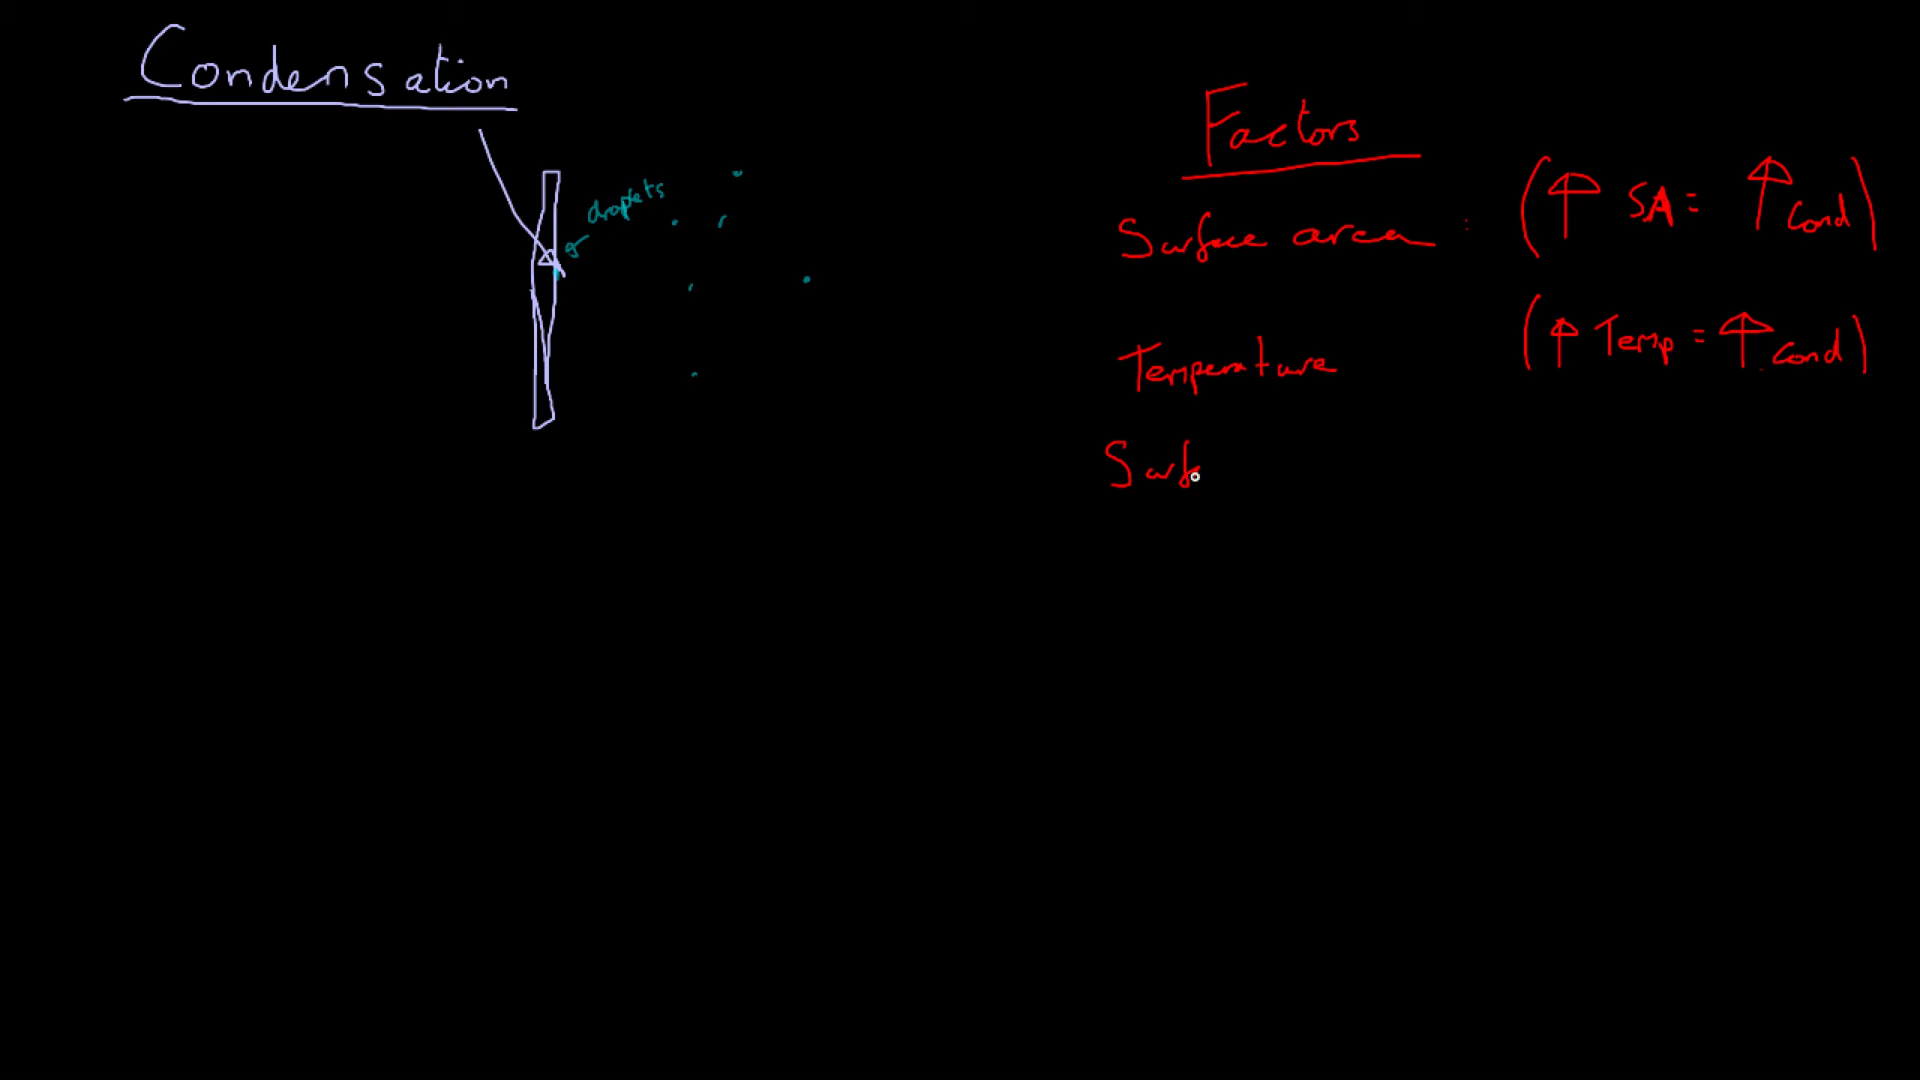 Condensation
droplets
Factors
Surface area : (↑ SA = ↑ Cond)
Temperature (↑ Temp = ↑ Cond)
Surf